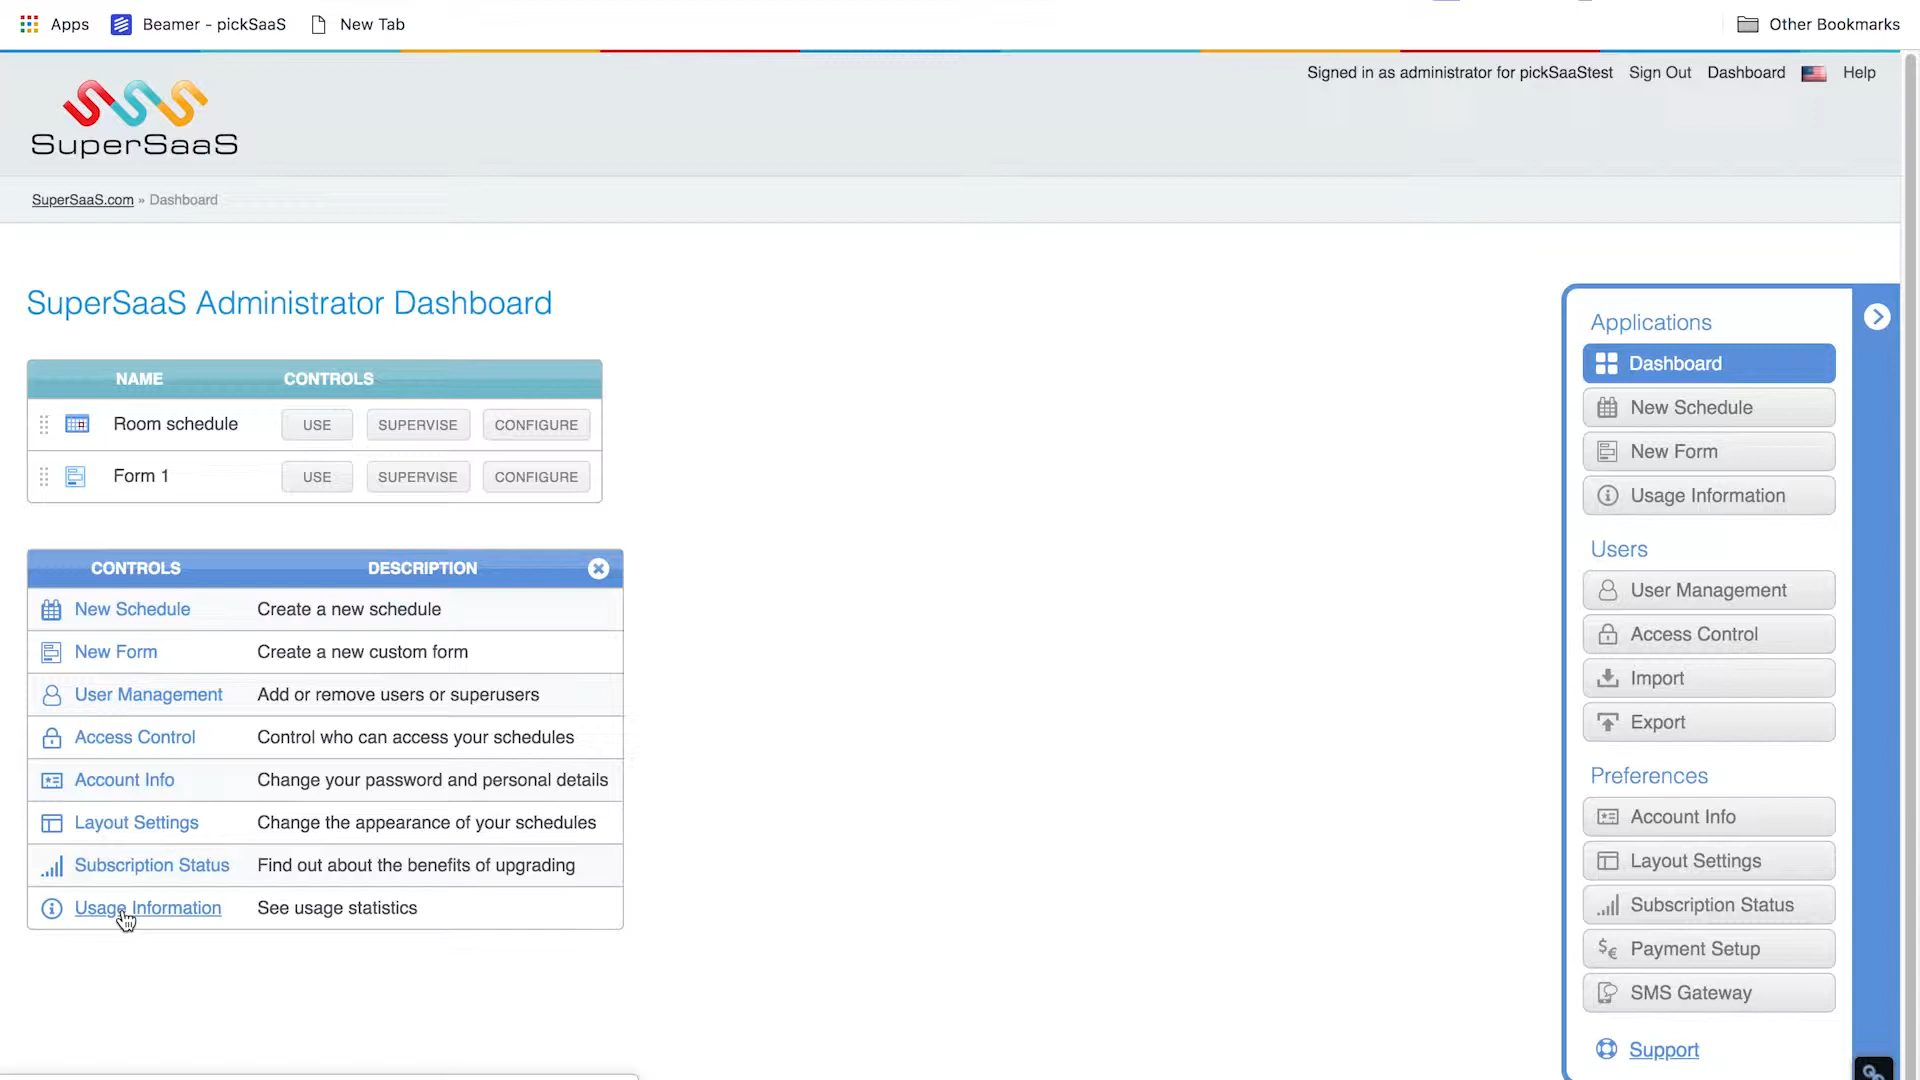 Apps Beamer - pickSaaS New Tab Other Bookmarks
Signed in as administrator for pickSaaStest Sign Out Dashboard Help
SuperSaaS
SuperSaaS.com » Dashboard
SuperSaaS Administrator Dashboard
NAME CONTROLS
Room schedule USE SUPERVISE CONFIGURE
Form 1 USE SUPERVISE CONFIGURE
CONTROLS DESCRIPTION
New Schedule Create a new schedule
New Form Create a new custom form
User Management Add or remove users or superusers
Access Control Control who can access your schedules
Account Info Change your password and personal details
Layout Settings Change the appearance of your schedules
Subscription Status Find out about the benefits of upgrading
Usage Information See usage statistics
Applications
Dashboard
New Schedule
New Form
Usage Information
Users
User Management
Access Control
Import
Export
Preferences
Account Info
Layout Settings
Subscription Status
Payment Setup
SMS Gateway
Support